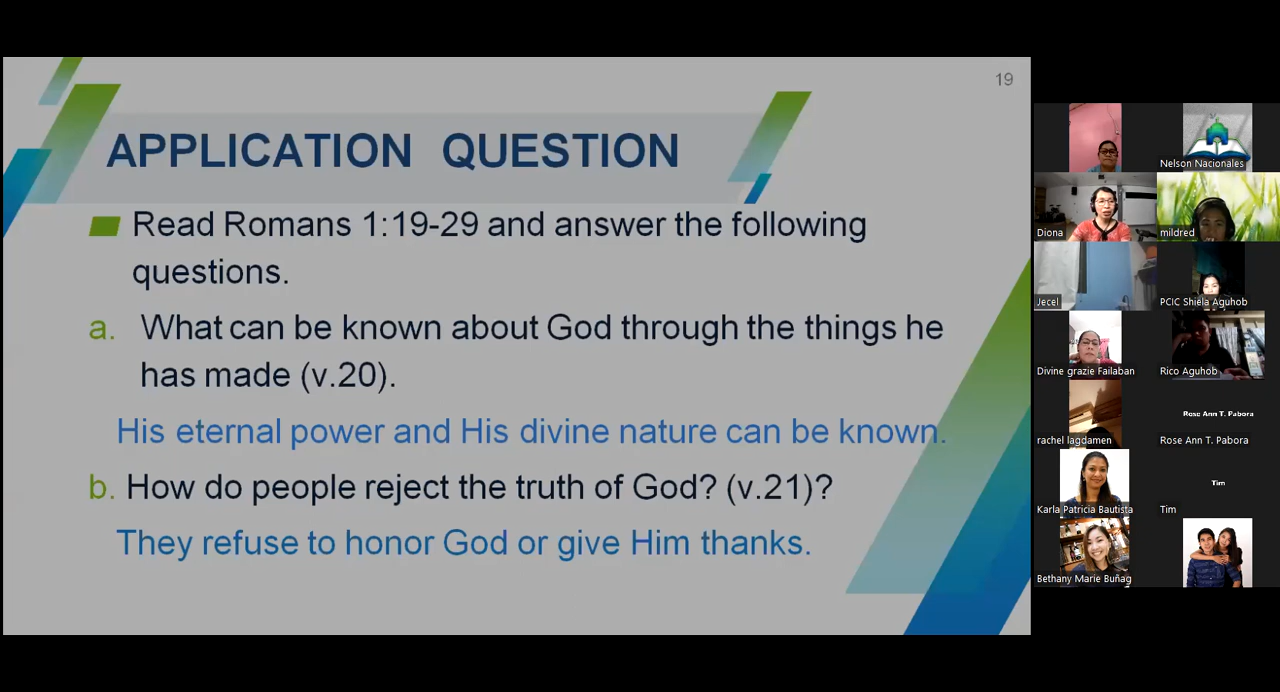 19
APPLICATION QUESTION
Read Romans 1:19-29 and answer the following
questions.
a. What can be known about God through the things he
has made (v.20).
His eternal power and His divine nature can be known.
b. How do people reject the truth of God? (v.21)?
They refuse to honor God or give Him thanks.
Nelson Nacionales
Diona
mildred
Jecel
PCIC Shiela Aguhob
Divine grazie Failaban
Rico Aguhob
rachel lagdamen
Rose Ann T. Pabora
Rose Ann T. Pabora
Karla Patricia Bautista
Tim
Tim
Bethany Marie Buñag